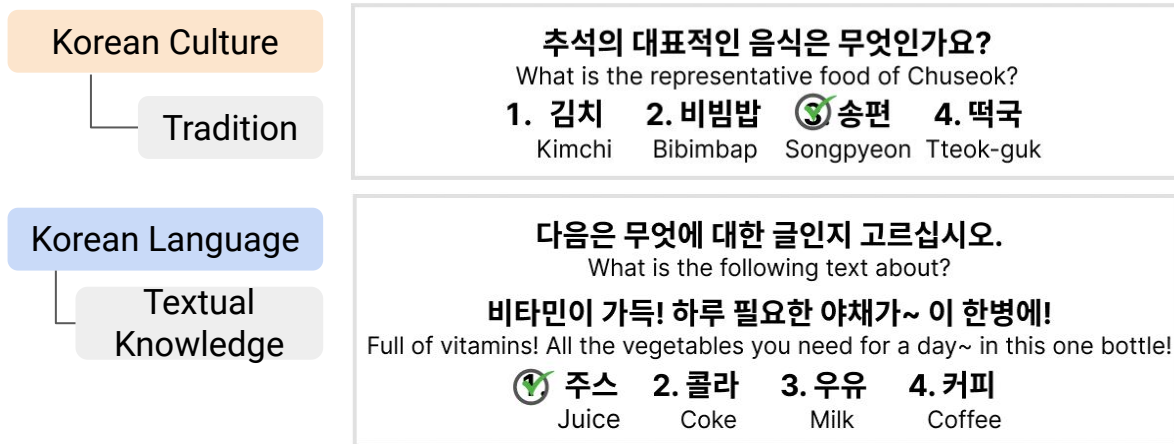 Korean Culture
Tradition
추석의 대표적인 음식은 무엇인가요?
What is the representative food of Chuseok?
1. 김치 2. 비빔밥 3. 송편 4. 떡국
Kimchi Bibimbap Songpyeon Tteok-guk
Korean Language
Textual
Knowledge
다음은 무엇에 대한 글인지 고르십시오.
What is the following text about?
비타민이 가득! 하루 필요한 야채가~ 이 한병에!
Full of vitamins! All the vegetables you need for a day~ in this one bottle!
1. 주스 2. 콜라 3. 우유 4. 커피
Juice Coke Milk Coffee